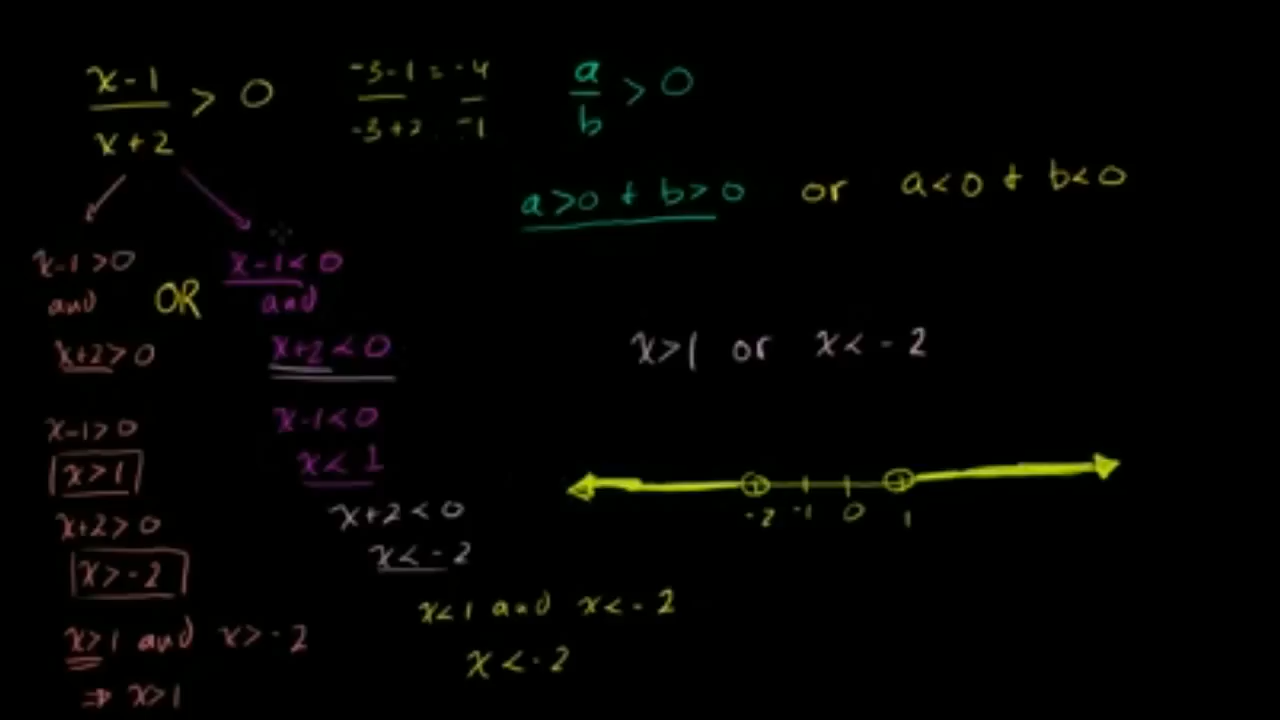 x-1 / x+2 > 0
-3-1 = -4
-3+2 -1
a / b > 0
a>0 + b>0 or a<0 + b<0
x-1>0
and
x+2>0
OR
x-1<0
and
x+2<0
x-1>0
x>1
x+2>0
x>-2
x>1 and x>-2
⇒ x>1
x-1<0
x<1
x+2<0
x<-2
x<1 and x<-2
x<-2
x>1 or x<-2
-2 -1 0 1